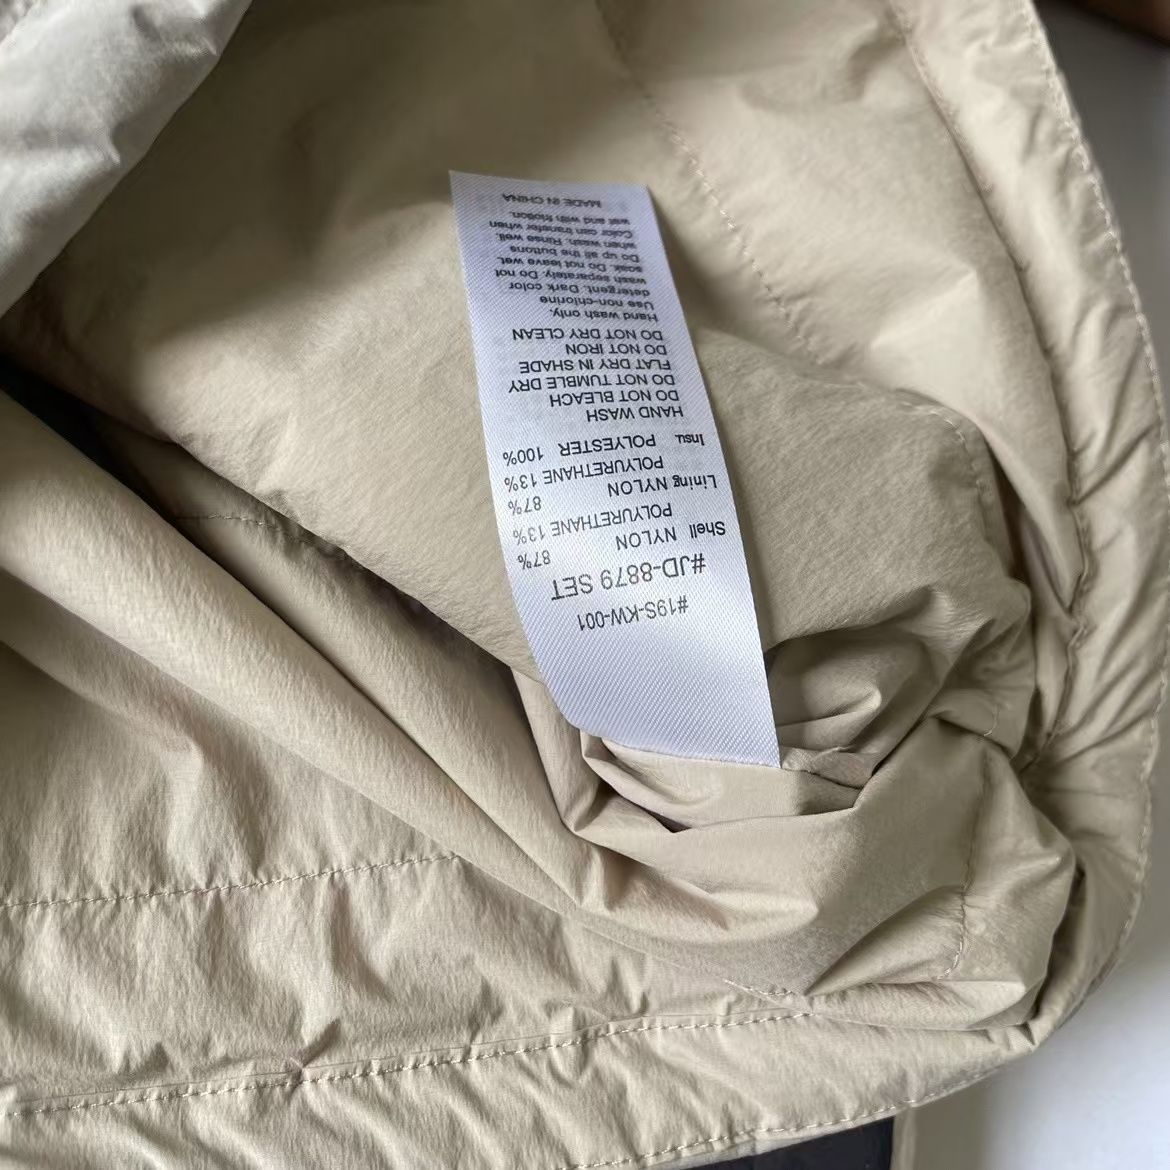 #19S-KW-001
#JD-8879 SET
87%
Shell NYLON
POLYURETHANE 13%
87%
Lining NYLON
POLYURETHANE 13%
Insu. POLYESTER 100%
HAND WASH
DO NOT BLEACH
DO NOT TUMBLE DRY
FLAT DRY IN SHADE
DO NOT IRON
DO NOT DRY CLEAN
Hand wash only.
Use non-chlorine
detergent. Dark color
wash separately. Do not
soak. Do not leave wet.
Do up all the buttons
when wash. Rinse well.
Color can transfer when
wet and with friction.
MADE IN CHINA